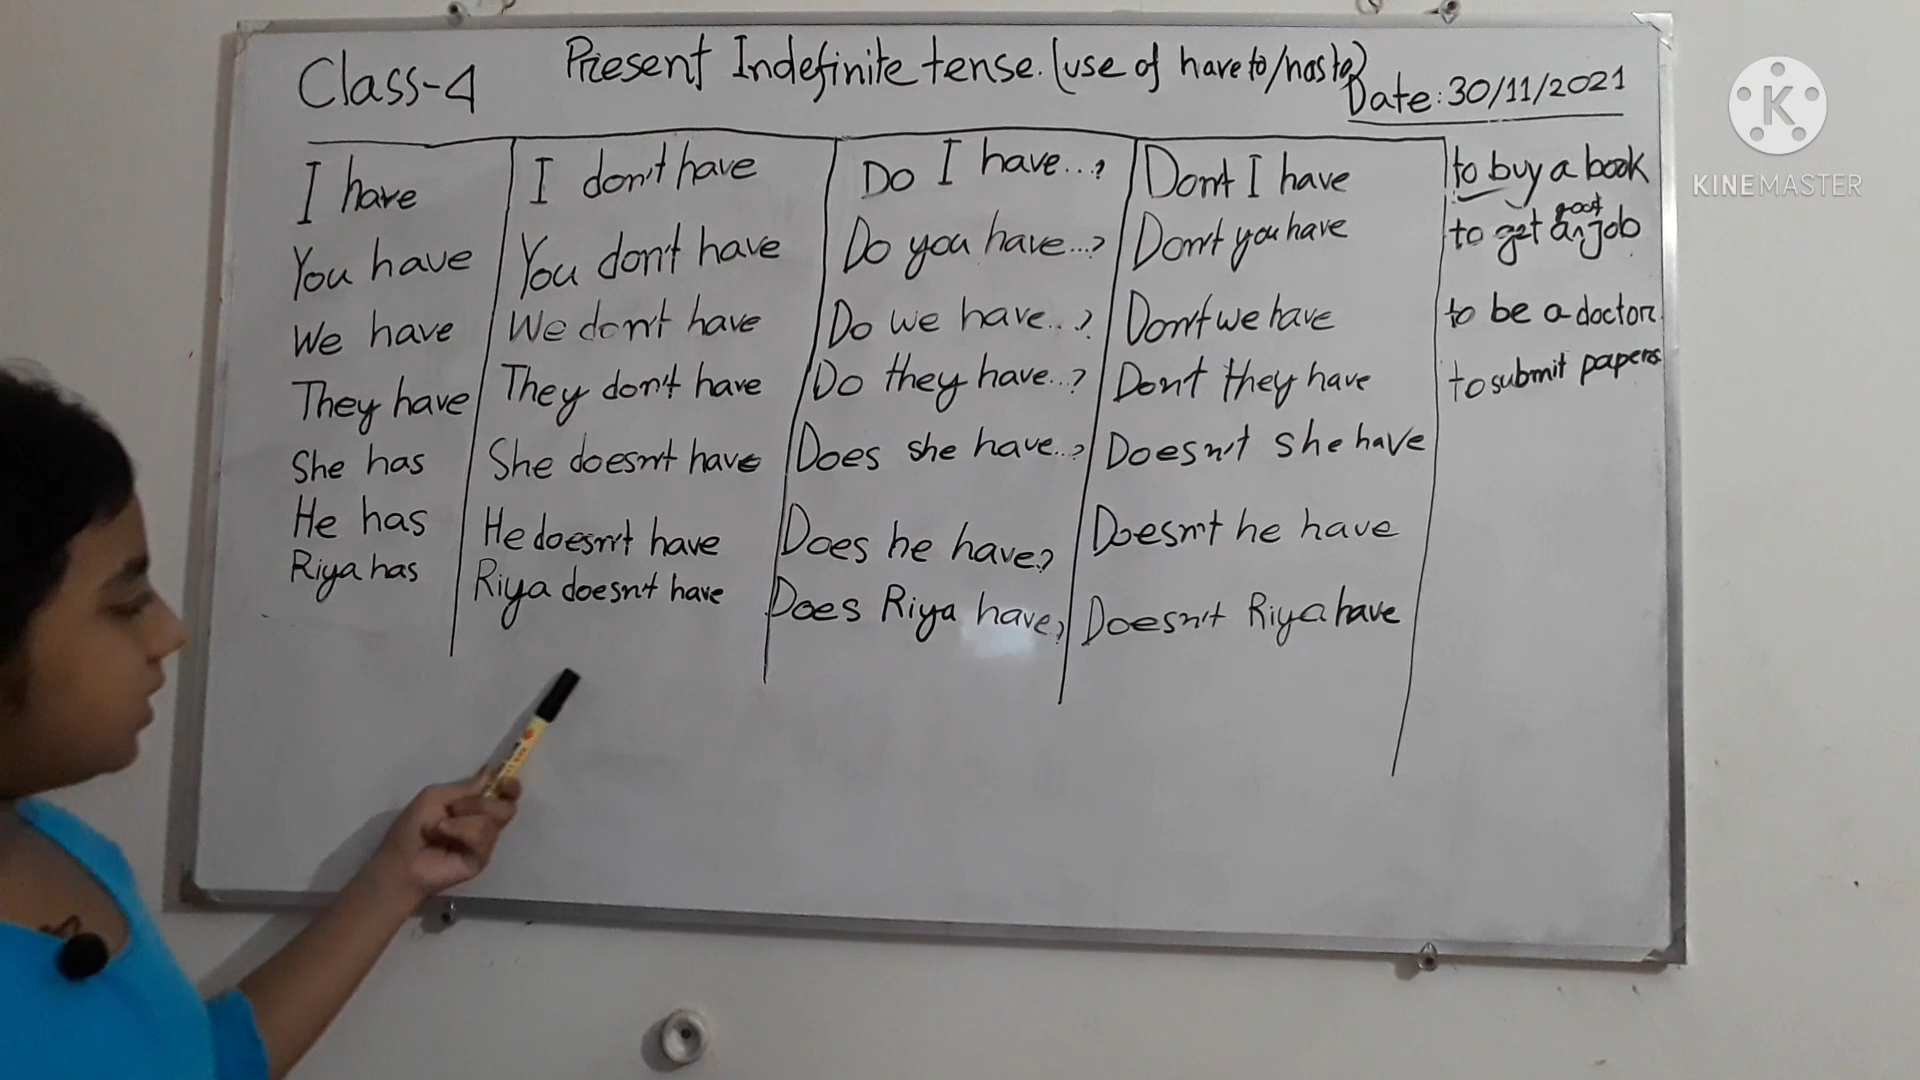 Class-4
Present Indefinite tense. (use of have to/has to)
Date: 30/11/2021
I have
You have
We have
They have
She has
He has
Riya has
I don't have
You don't have
We don't have
They don't have
She doesn't have
He doesn't have
Riya doesn't have
Do I have...?
Do you have...?
Do we have...?
Do they have...?
Does she have...?
Does he have?
Does Riya have?
Don't I have
Don't you have
Don't we have
Don't they have
Doesn't she have
Doesn't he have
Doesn't Riya have
to buy a book
to get a good job
to be a doctor.
to submit papers
K
KINEMASTER